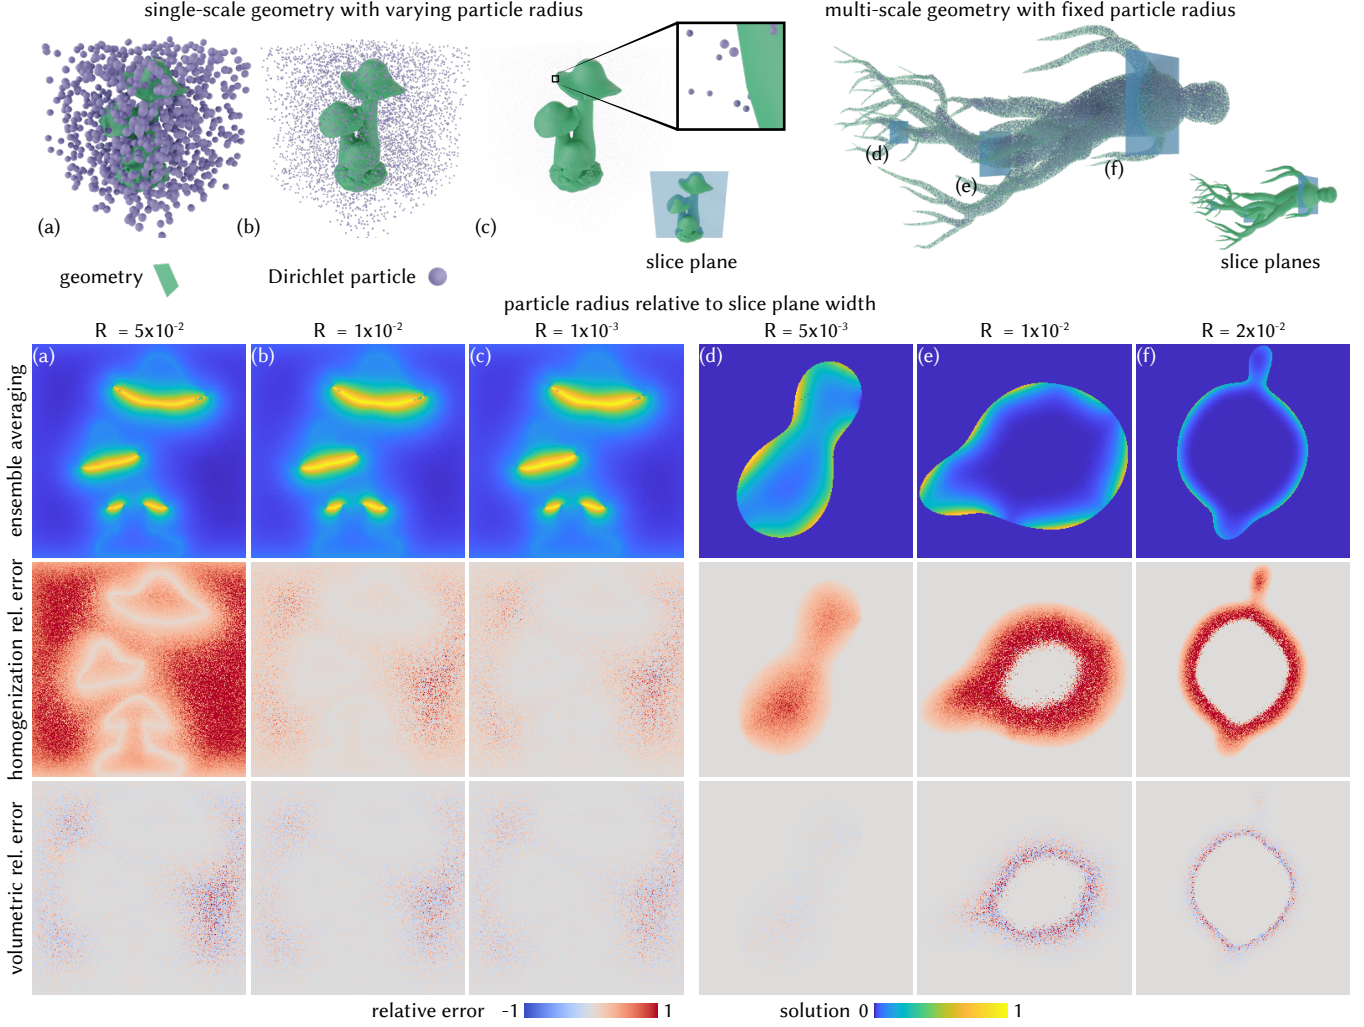 single-scale geometry with varying particle radius
multi-scale geometry with fixed particle radius
(a)
(b)
(c)
(d)
(e)
(f)
slice plane
slice planes
geometry
Dirichlet particle
particle radius relative to slice plane width
R = 5x10⁻²
R = 1x10⁻²
R = 1x10⁻³
R = 5x10⁻³
R = 1x10⁻²
R = 2x10⁻²
ensemble averaging
(a)
(b)
(c)
(d)
(e)
(f)
homogenization rel. error
volumetric rel. error
relative error -1 1
solution 0 1